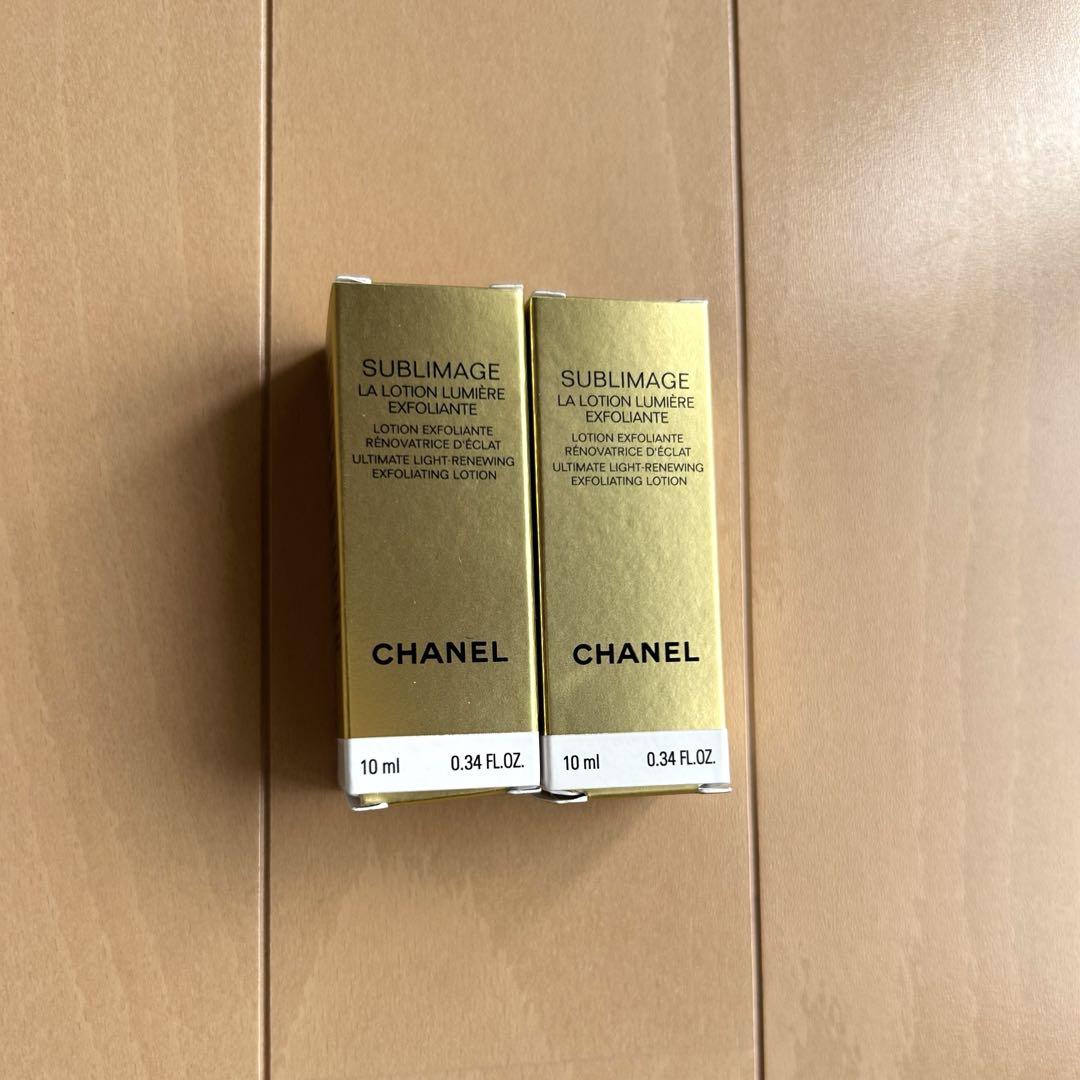 SUBLIMAGE
LA LOTION LUMIÈRE
EXFOLIANTE
LOTION EXFOLIANTE
RÉNOVATRICE D'ÉCLAT
ULTIMATE LIGHT-RENEWING
EXFOLIATING LOTION
CHANEL
10 ml 0.34 FL.OZ.
SUBLIMAGE
LA LOTION LUMIÈRE
EXFOLIANTE
LOTION EXFOLIANTE
RÉNOVATRICE D'ÉCLAT
ULTIMATE LIGHT-RENEWING
EXFOLIATING LOTION
CHANEL
10 ml 0.34 FL.OZ.